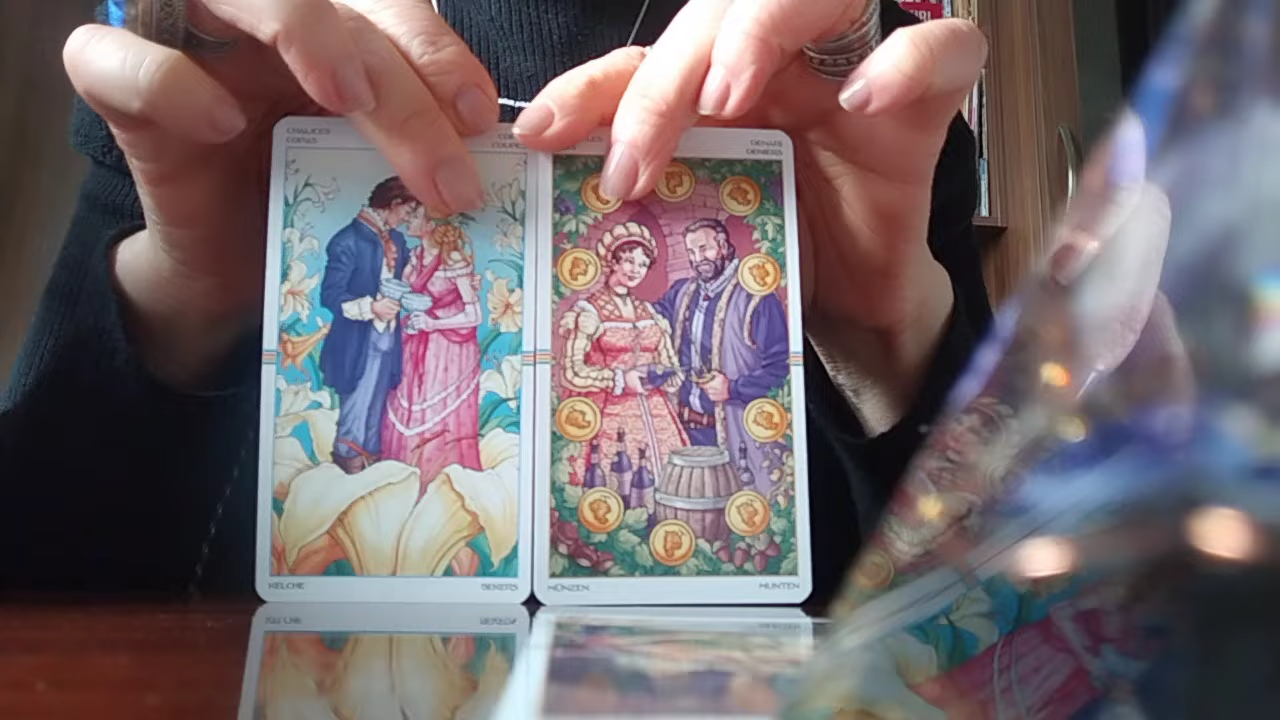 CHALICES
COPAS
COUPES
DENARI
DENIERS
KELCHE
BEKERS
MÜNZEN
MUNTEN